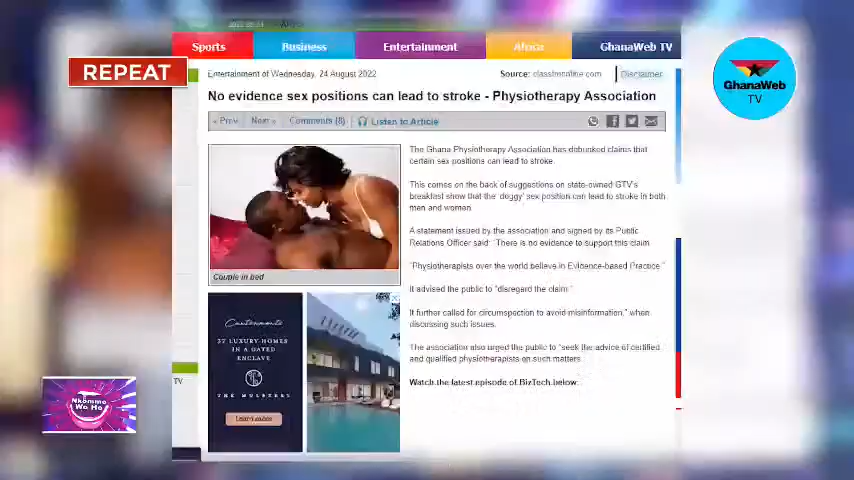 Sports
Business
Entertainment
Africa
GhanaWeb TV
REPEAT
Entertainment of Wednesday, 24 August 2022
Source: classfmonline.com
Disclaimer
GhanaWeb
TV
No evidence sex positions can lead to stroke - Physiotherapy Association
« Prev
Next »
Comments (8)
Listen to Article
The Ghana Physiotherapy Association has debunked claims that
certain sex positions can lead to stroke.
This comes on the back of suggestions on state-owned GTV's
breakfast show that the 'doggy' sex position can lead to stroke in both
men and women.
A statement issued by the association and signed by its Public
Relations Officer said: "There is no evidence to support this claim
"Physiotherapists over the world believe in Evidence-based Practice."
It advised the public to "disregard the claim."
It further called for circumspection to avoid misinformation," when
discussing such issues.
The association also urged the public to "seek the advice of certified
and qualified physiotherapists on such matters
Watch the latest episode of BizTech below:
Couple in bed
Cantonments
37 LUXURY HOMES
IN A GATED
ENCLAVE
Learn more
TV
Nkommo
Wo Ho